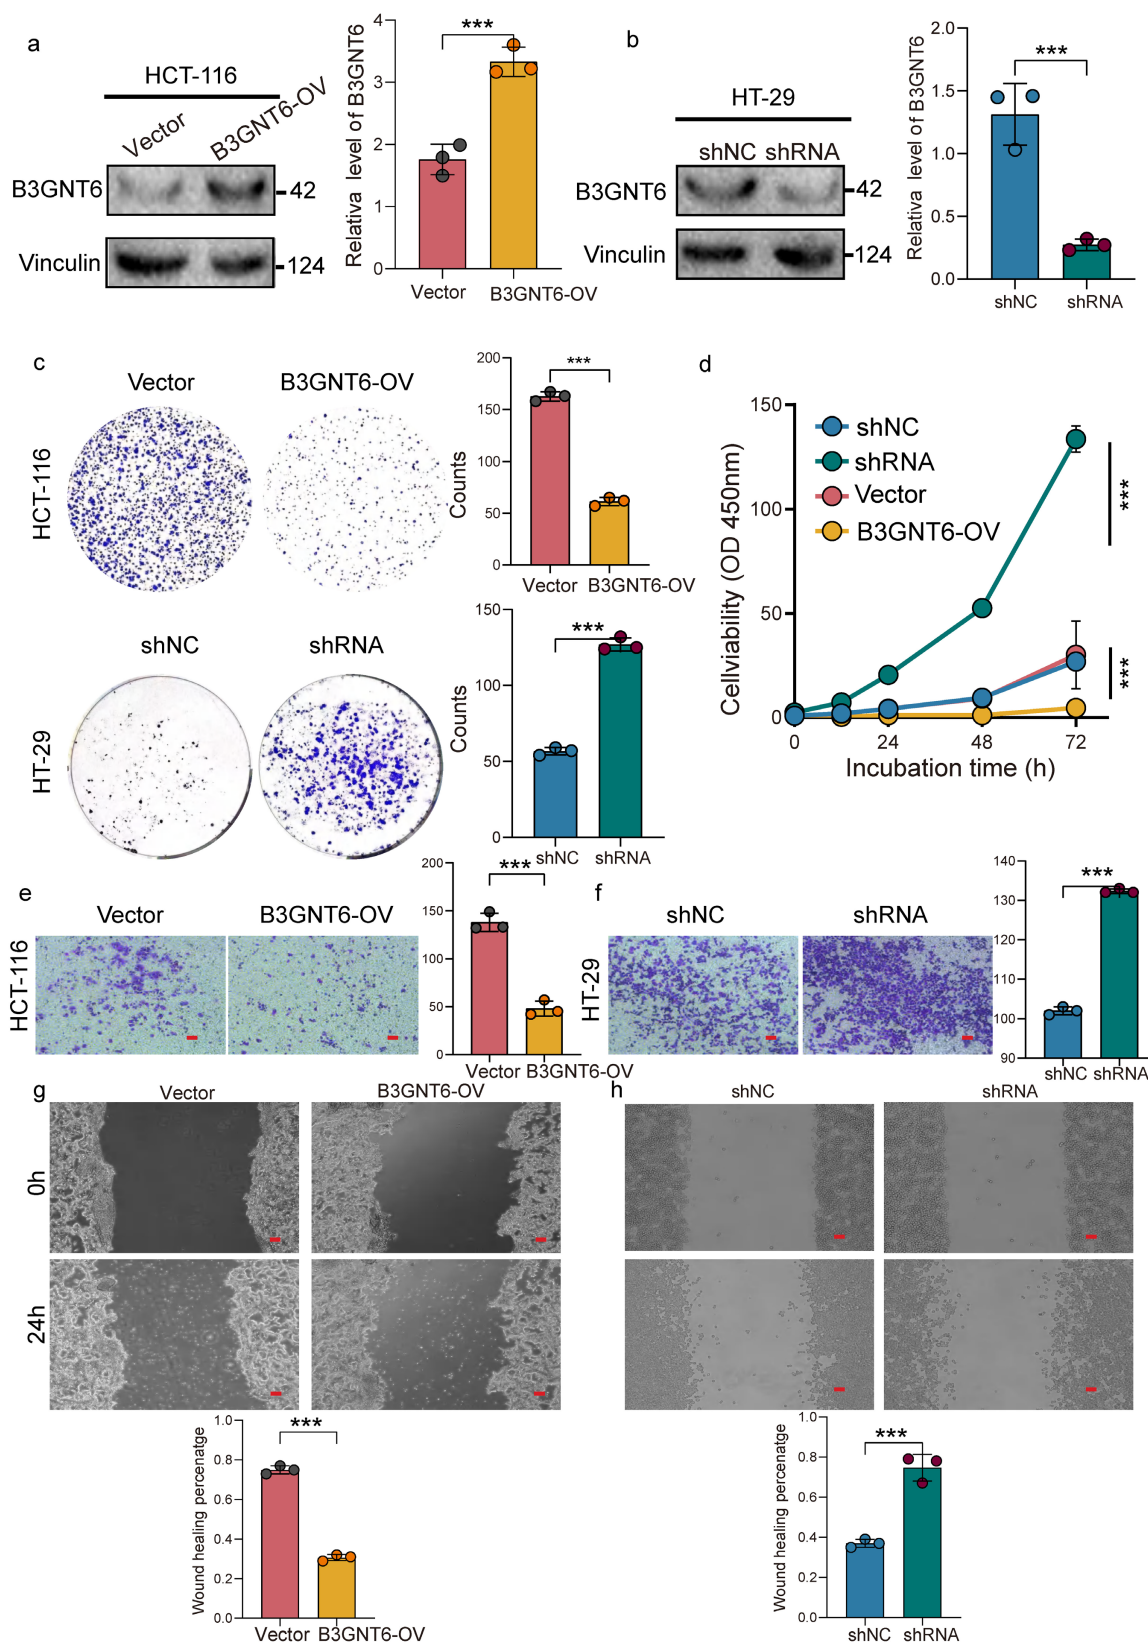 a
HCT-116
Vector B3GNT6-OV
B3GNT6 42
Vinculin 124
Relativa level of B3GNT6
4
3
2
1
0
***
Vector B3GNT6-OV
b
HT-29
shNC shRNA
B3GNT6 42
Vinculin 124
Relative level of B3GNT6
2.0
1.5
1.0
0.5
0.0
***
shNC shRNA
c
Vector B3GNT6-OV
HCT-116
Counts
200
150
100
50
0
***
Vector B3GNT6-OV
shNC shRNA
HT-29
Counts
150
100
50
0
***
shNC shRNA
d
Cellviability (OD 450nm)
150
100
50
0
shNC
shRNA
Vector
B3GNT6-OV
***
***
0 24 48 72
Incubation time (h)
e
Vector B3GNT6-OV
HCT-116
200
150
100
50
0
***
Vector B3GNT6-OV
f
shNC shRNA
HT-29
140
130
120
110
100
90
***
shNC shRNA
g
Vector B3GNT6-OV
0h
24h
Wound healing percenatge
1.0
0.8
0.6
0.4
0.2
0.0
***
Vector B3GNT6-OV
h
shNC shRNA
Wound healing percenatge
1.0
0.8
0.6
0.4
0.2
0.0
***
shNC shRNA